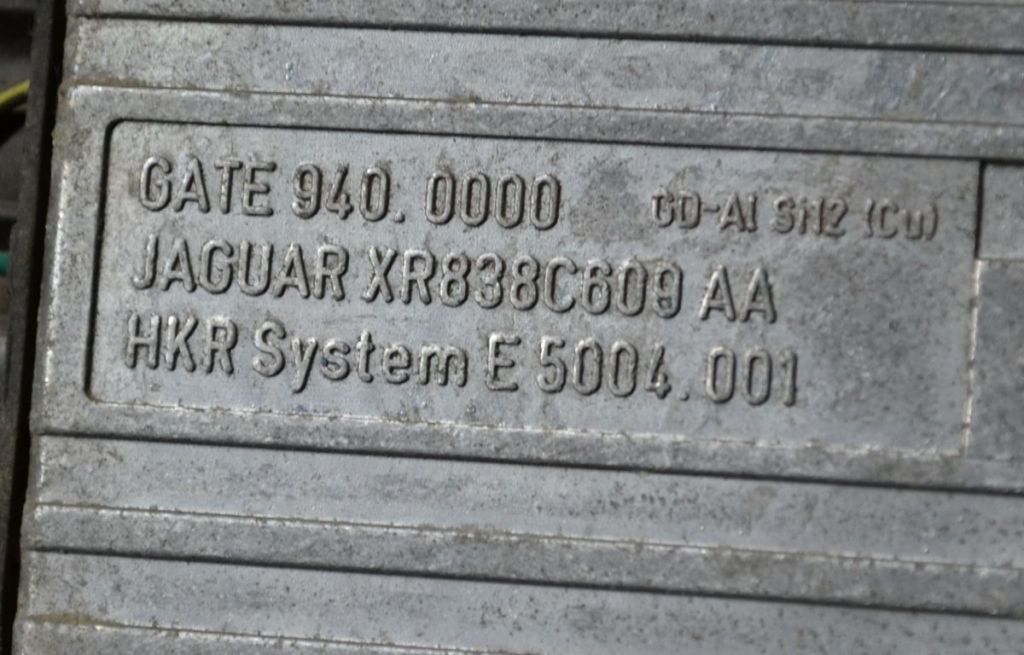 GATE 940. 0000 GD-Al Si12 (Cu)
JAGUAR XR838C609 AA
HKR System E 5004.001